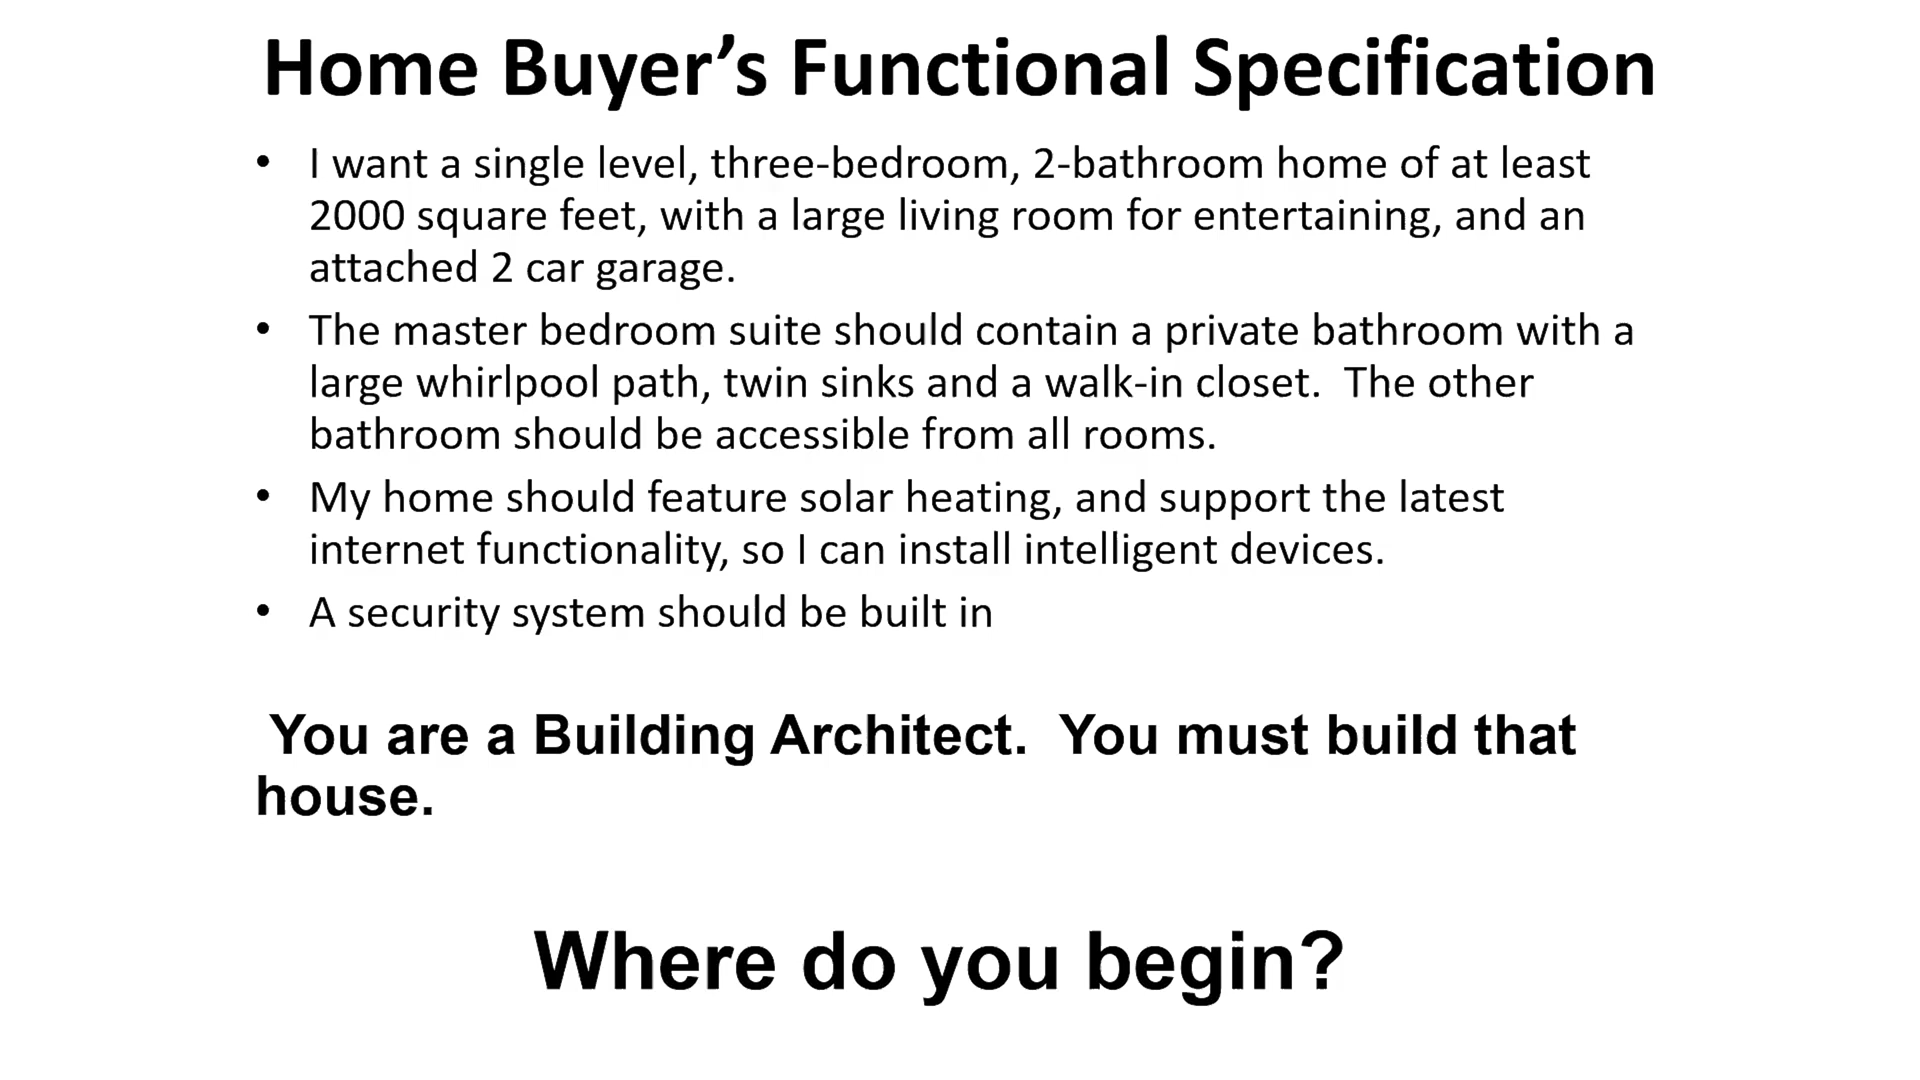 Home Buyer’s Functional Specification
• I want a single level, three-bedroom, 2-bathroom home of at least
2000 square feet, with a large living room for entertaining, and an
attached 2 car garage.
• The master bedroom suite should contain a private bathroom with a
large whirlpool path, twin sinks and a walk-in closet.  The other
bathroom should be accessible from all rooms.
• My home should feature solar heating, and support the latest
internet functionality, so I can install intelligent devices.
• A security system should be built in
You are a Building Architect.  You must build that
house.
Where do you begin?